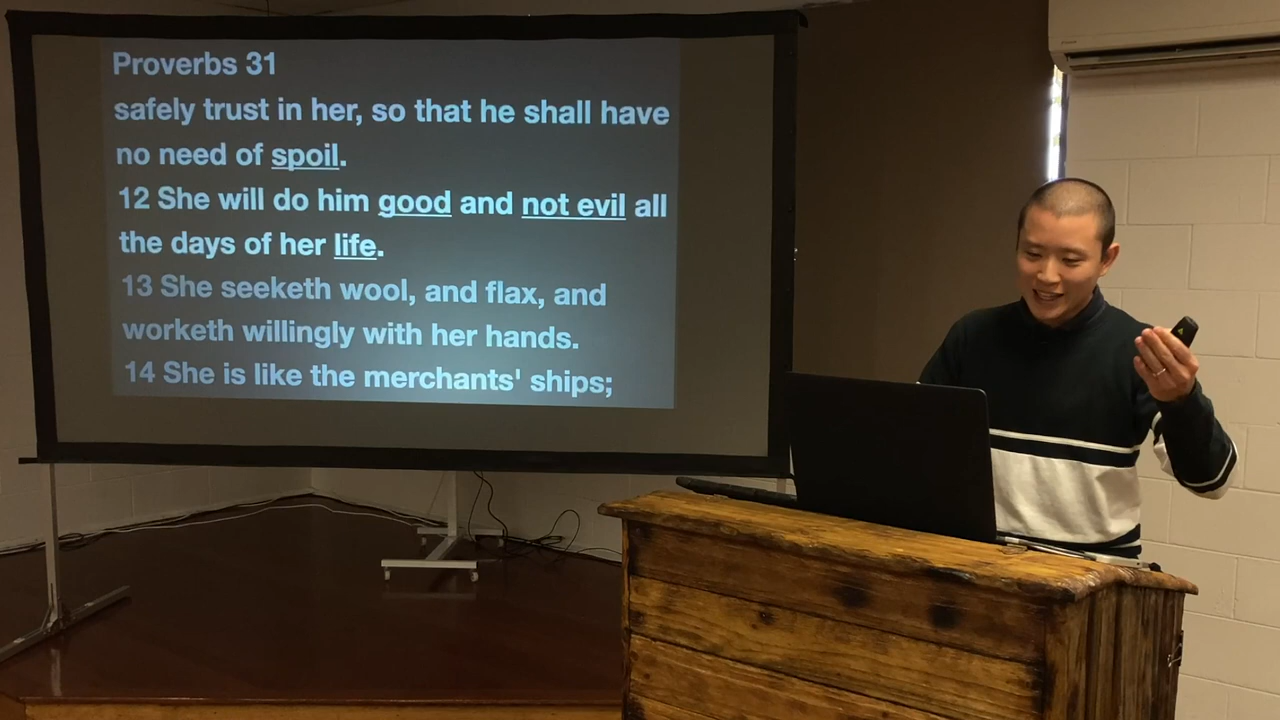 Proverbs 31
safely trust in her, so that he shall have
no need of spoil.
12 She will do him good and not evil all
the days of her life.
13 She seeketh wool, and flax, and
worketh willingly with her hands.
14 She is like the merchants' ships;